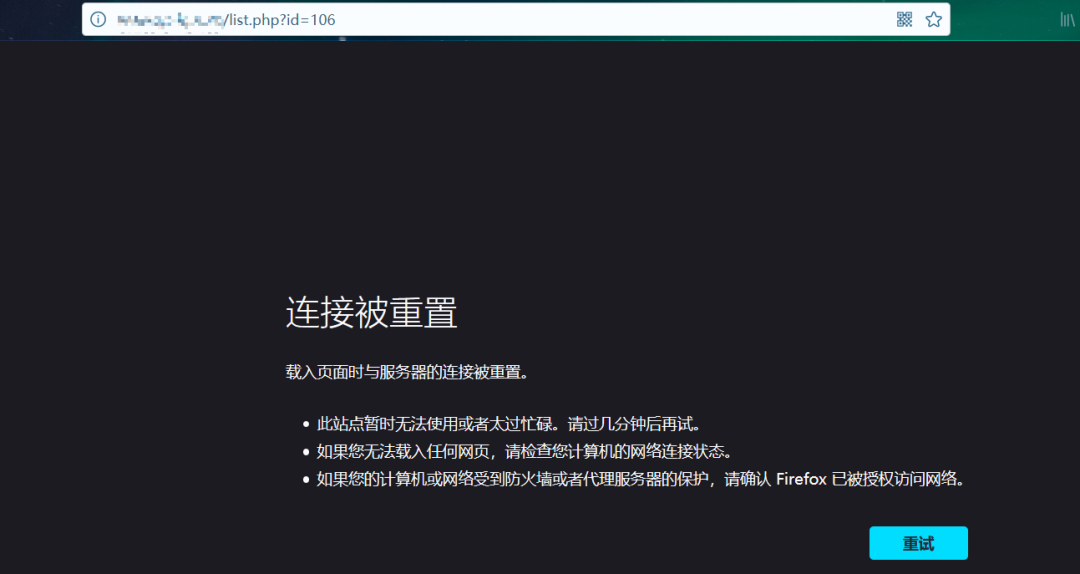 /list.php?id=106
连接被重置
载入页面时与服务器的连接被重置。
此站点暂时无法使用或者太过忙碌。请过几分钟后再试。
如果您无法载入任何网页，请检查您计算机的网络连接状态。
如果您的计算机或网络受到防火墙或者代理服务器的保护，请确认 Firefox 已被授权访问网络。
重试